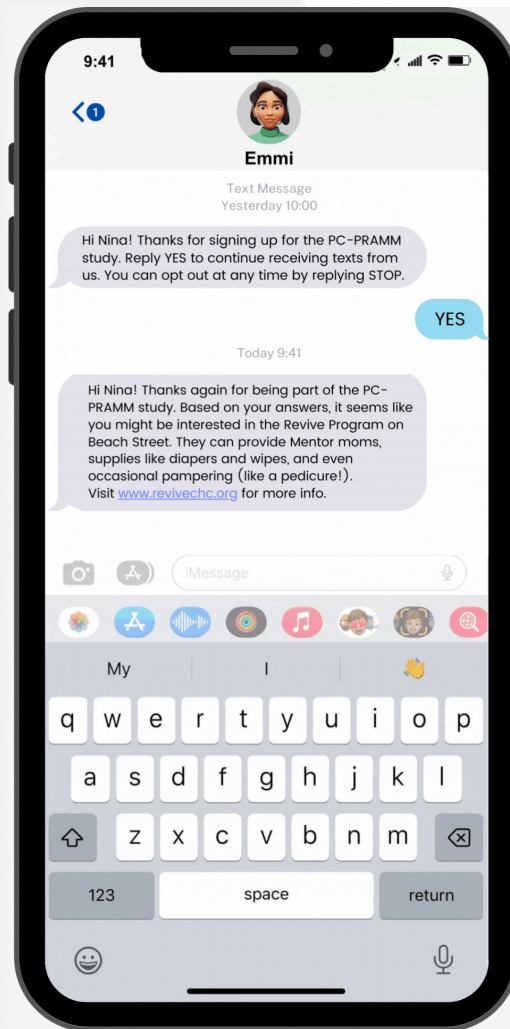 9:41
1
Emmi
Text Message
Yesterday 10:00
Hi Nina! Thanks for signing up for the PC-PRAMM
study. Reply YES to continue receiving texts from
us. You can opt out at any time by replying STOP.
YES
Today 9:41
Hi Nina! Thanks again for being part of the PC-
PRAMM study. Based on your answers, it seems like
you might be interested in the Revive Program on
Beach Street. They can provide Mentor moms,
supplies like diapers and wipes, and even
occasional pampering (like a pedicure!).
Visit www.revivechc.org for more info.
iMessage
My I
q w e r t y u i o p
a s d f g h j k l
z x c v b n m
123 space return